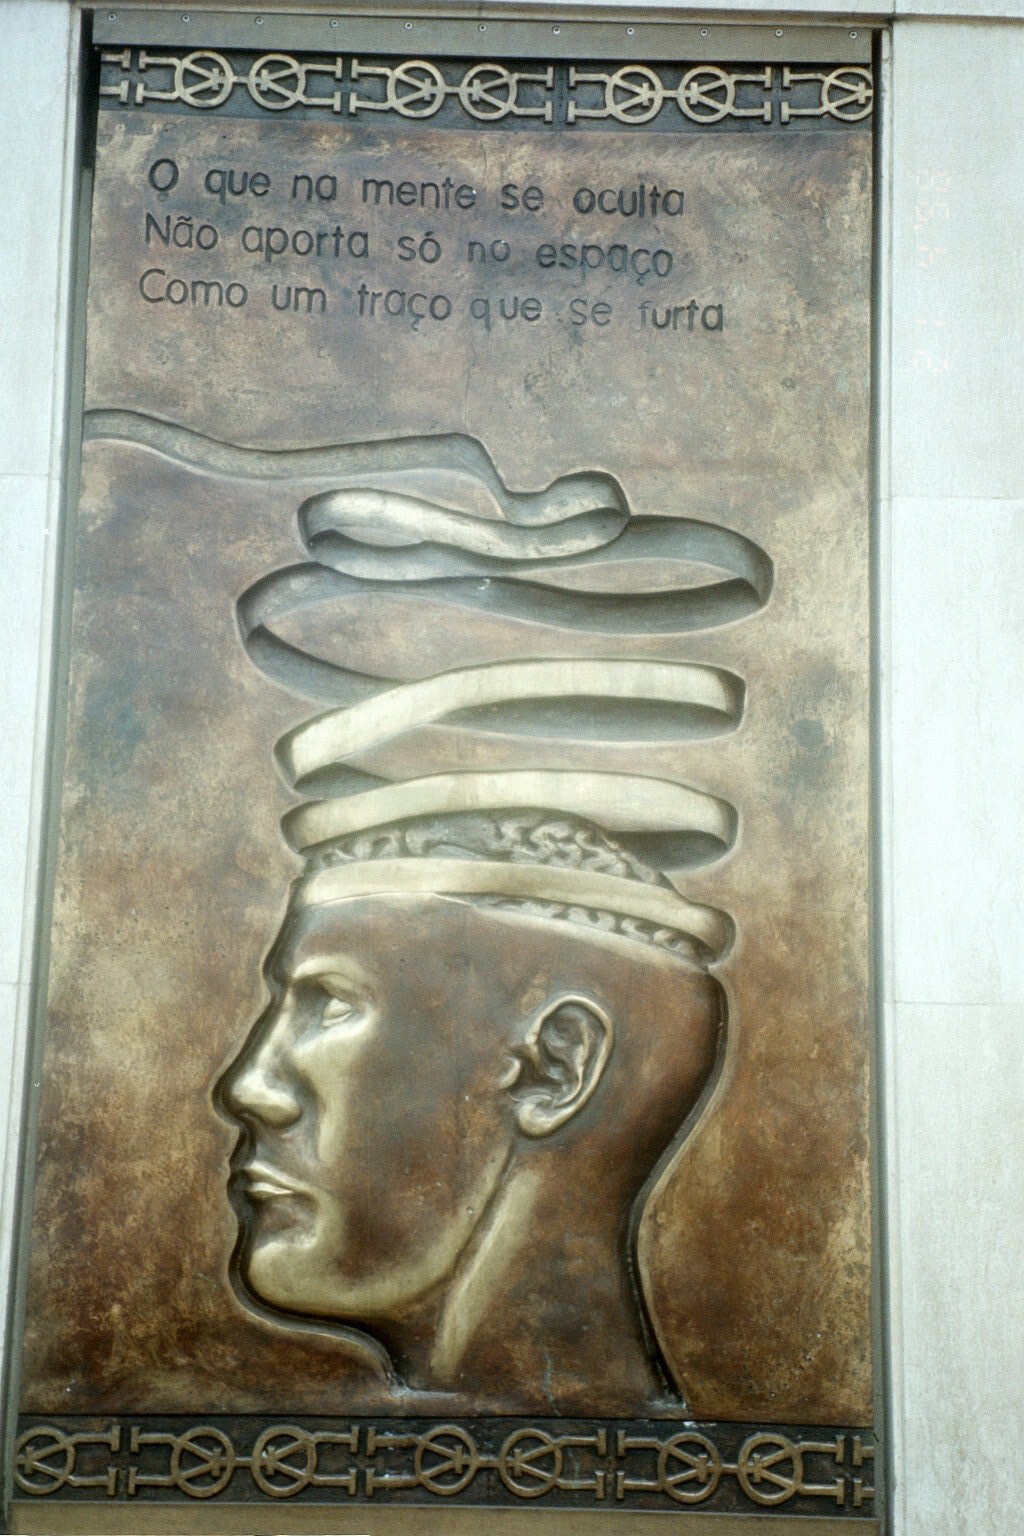 O que na mente se oculta
Não aporta só no espaço
Como um traço que se furta